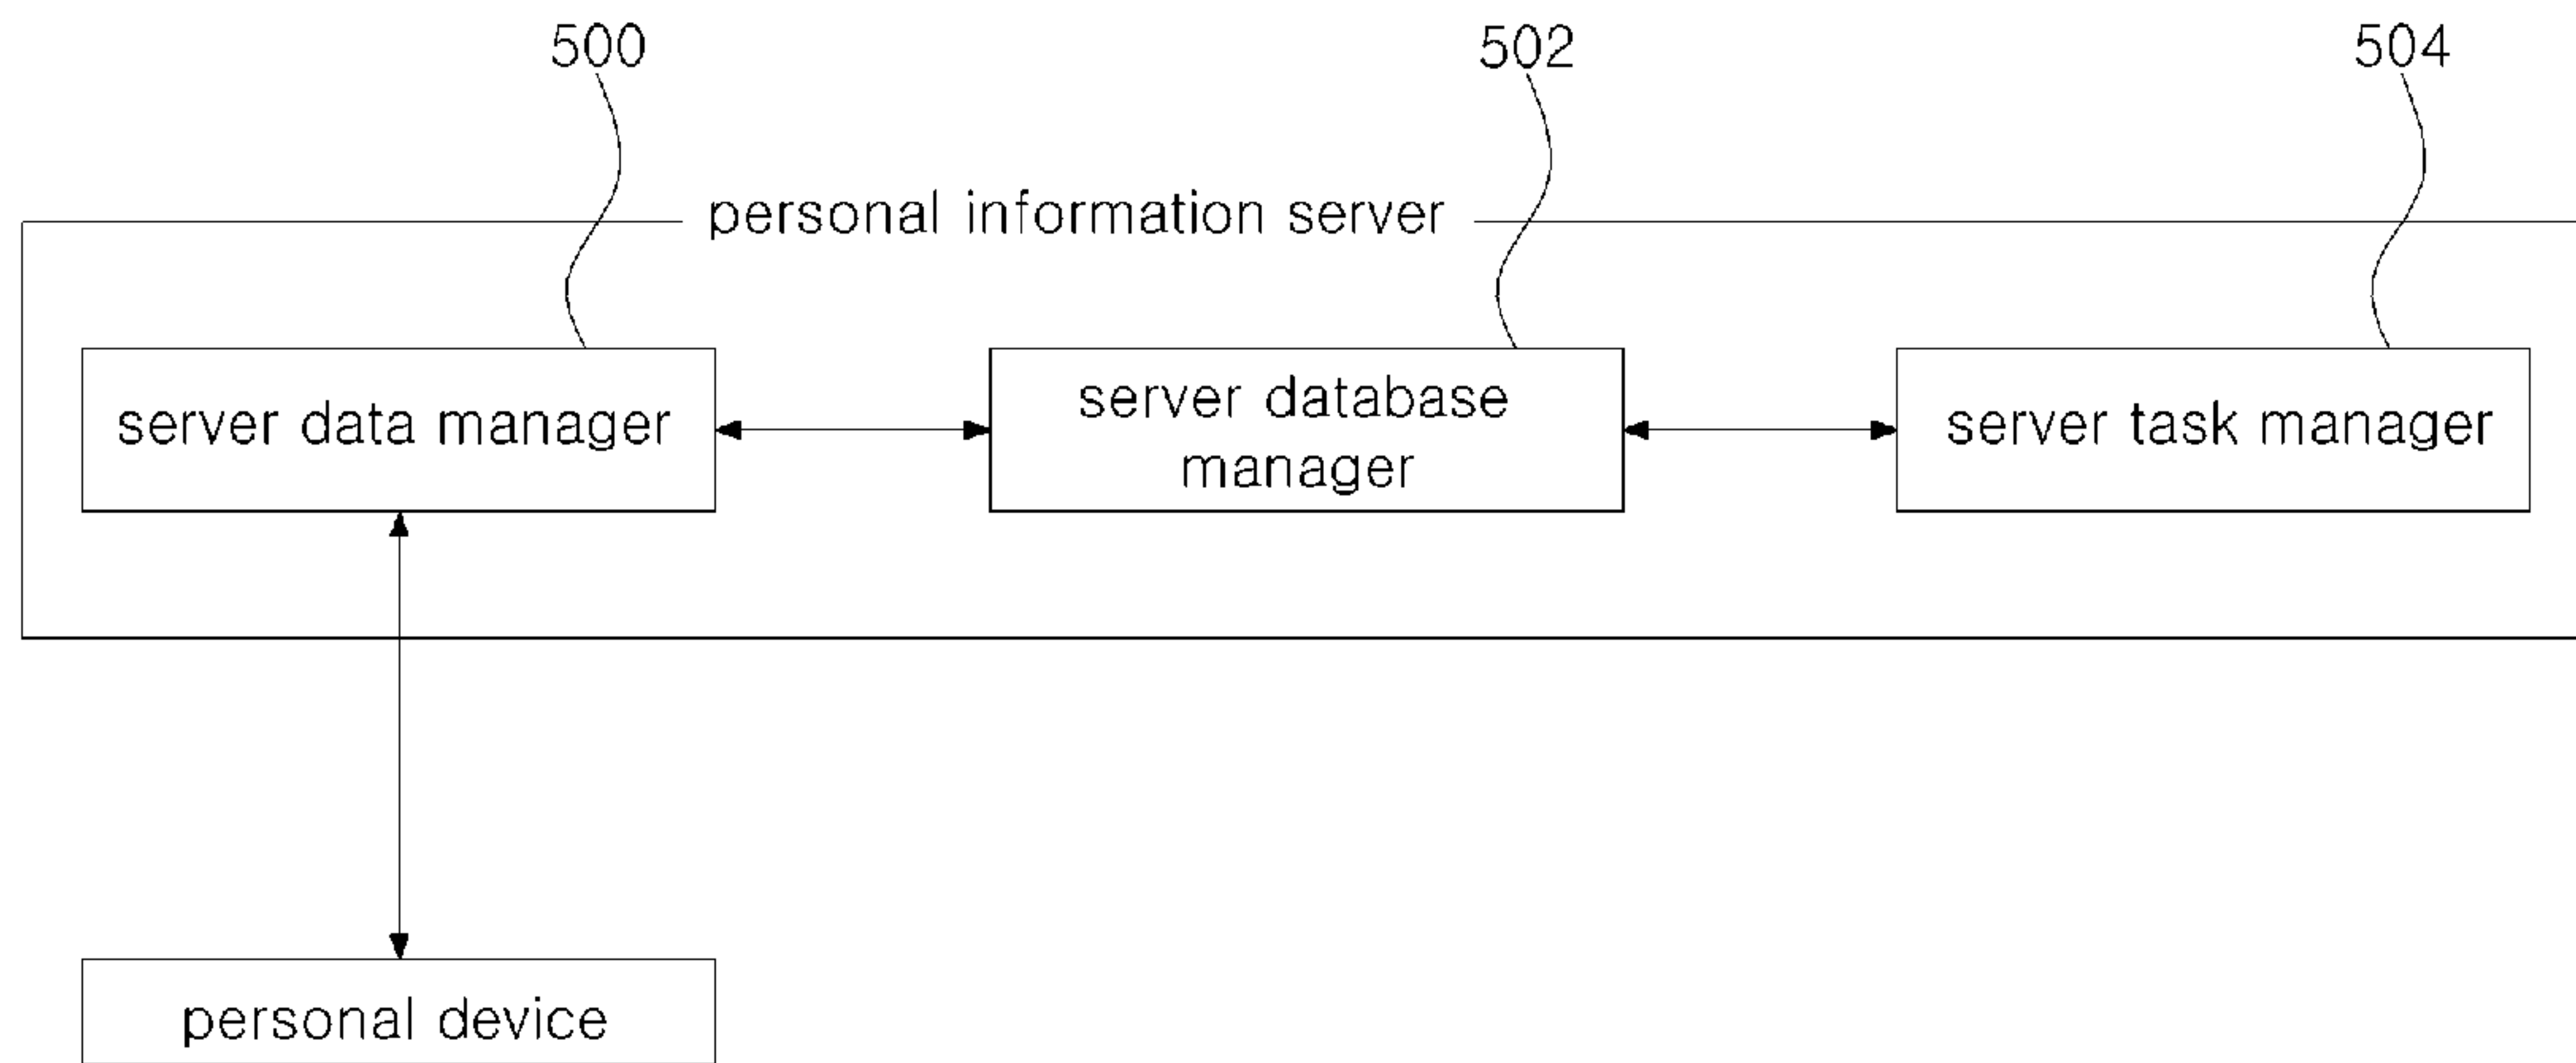 500
502
504
personal information server
server data manager
server database
manager
server task manager
personal device